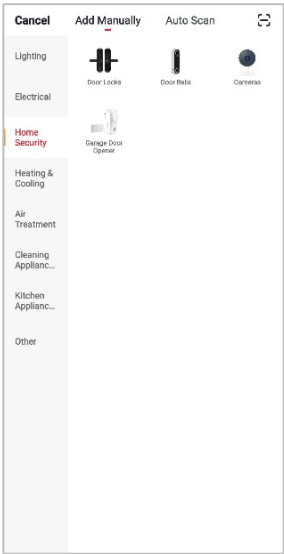 Cancel Add Manually Auto Scan
Lighting
Door Locks Door Bells Cameras
Electrical
Home
Security
Garage Door
Opener
Heating &
Cooling
Air
Treatment
Cleaning
Applianc...
Kitchen
Applianc...
Other